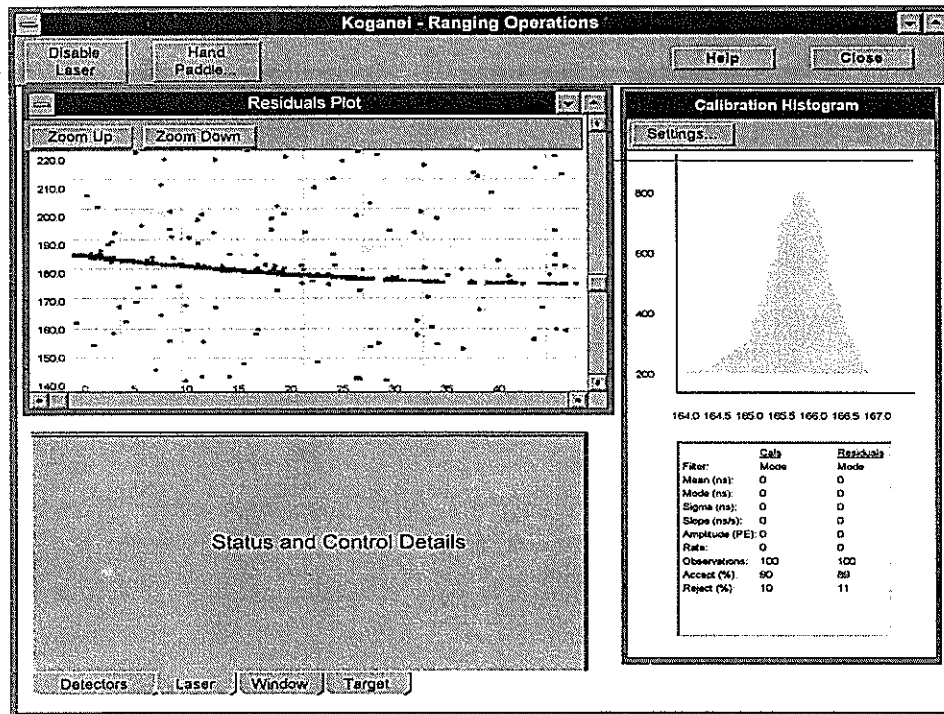 Koganei - Ranging Operations
Disable Laser
Hand Paddle...
Help
Close
Residuals Plot
Zoom Up
Zoom Down
220.0
210.0
200.0
190.0
180.0
170.0
160.0
150.0
140.0
0 10 15 20 25 30 35 40
Calibration Histogram
Settings...
800
600
400
200
164.0 164.5 165.0 165.5 166.0 166.5 167.0
Cals Residuals
Filter: Mode Mode
Mean (ns): 0 0
Mode (ns): 0 0
Sigma (ns): 0 0
Slope (ns/s): 0 0
Amplitude (PE): 0 0
Rate: 0 0
Observations: 100 100
Accept (%): 90 89
Reject (%): 10 11
Status and Control Details
Detectors
Laser
Window
Target